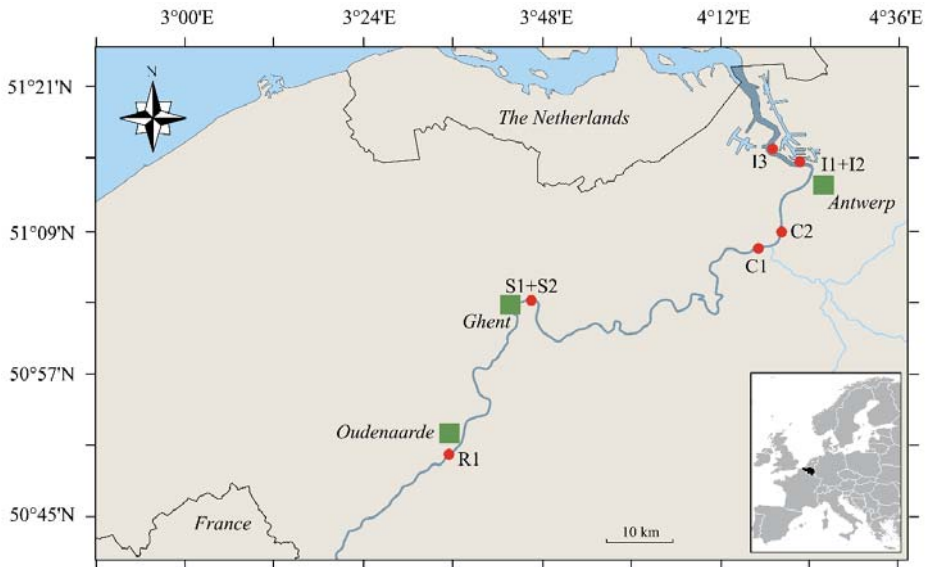 3°00'E 3°24'E 3°48'E 4°12'E 4°36'E
N
51°21'N
The Netherlands
I3
I1+I2
Antwerp
51°09'N
C2
C1
S1+S2
Ghent
50°57'N
Oudenaarde
R1
50°45'N
France
10 km